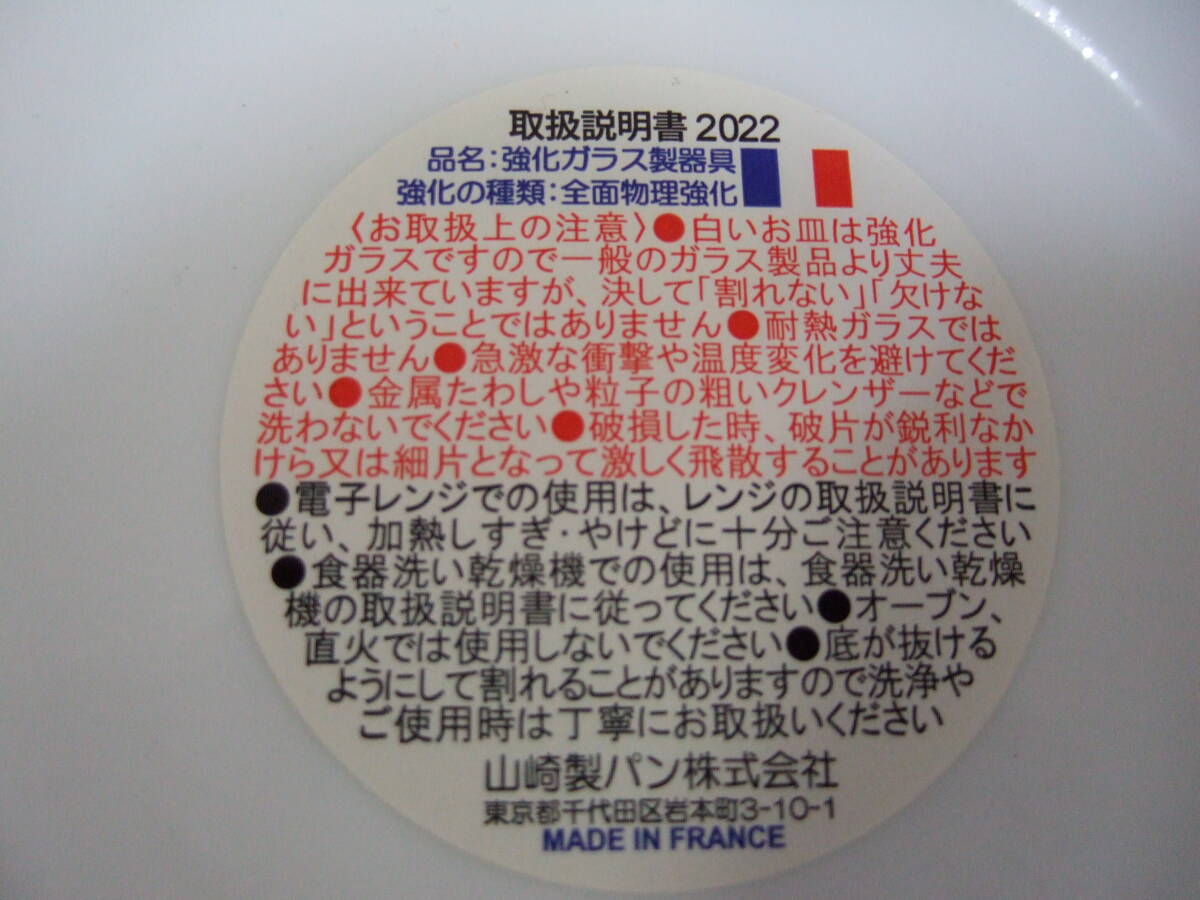 取扱説明書 2022
品名：強化ガラス製器具
強化の種類：全面物理強化
〈お取扱上の注意〉●白いお皿は強化
ガラスですので一般のガラス製品より丈夫
に出来ていますが、決して「割れない」「欠けな
い」ということではありません●耐熱ガラスでは
ありません●急激な衝撃や温度変化を避けてくだ
さい●金属たわしや粒子の粗いクレンザーなどで
洗わないでください●破損した時、破片が鋭利なか
けら又は細片となって激しく飛散することがあります
●電子レンジでの使用は、レンジの取扱説明書に
従い、加熱しすぎ・やけどに十分ご注意ください
●食器洗い乾燥機での使用は、食器洗い乾燥
機の取扱説明書に従ってください●オーブン、
直火では使用しないでください●底が抜ける
ようにして割れることがありますので洗浄や
ご使用時は丁寧にお取扱いください
山崎製パン株式会社
東京都千代田区岩本町3-10-1
MADE IN FRANCE